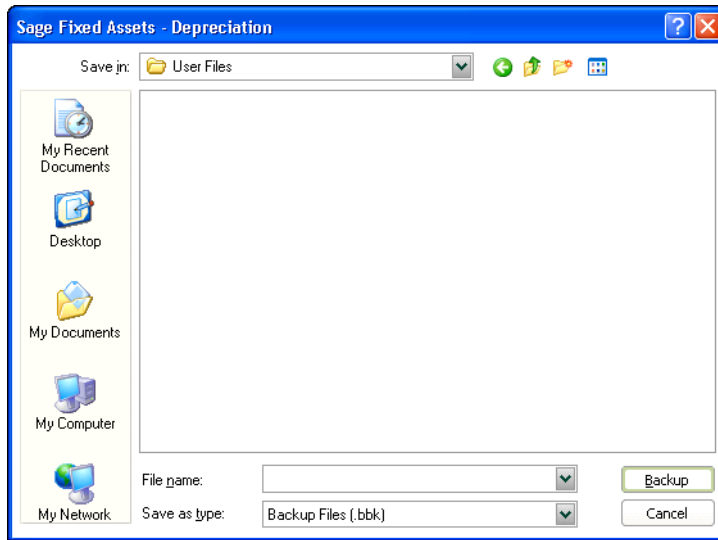 Sage Fixed Assets - Depreciation
Save in:
User Files
My Recent
Documents
Desktop
My Documents
My Computer
My Network
File name:
Backup
Save as type:
Backup Files (.bbk)
Cancel